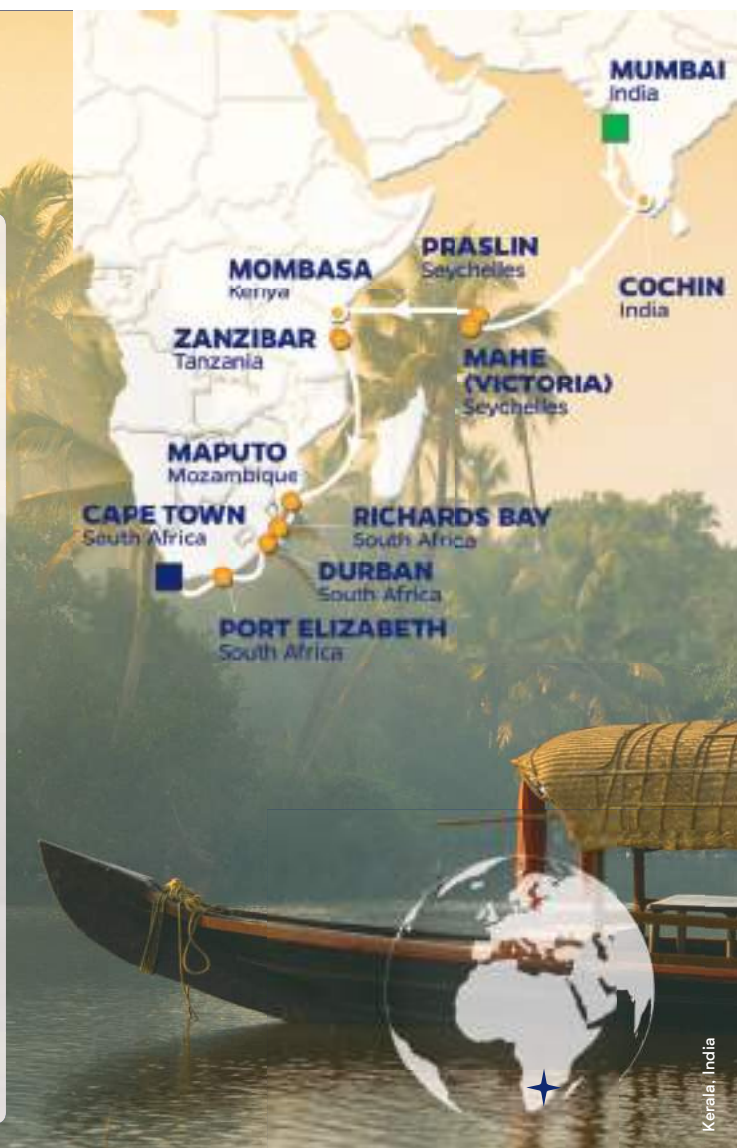 MUMBAI
India
PRASLIN
Seychelles
MOMBASA
Kenya
COCHIN
India
ZANZIBAR
Tanzania
MAHE
(VICTORIA)
Seychelles
MAPUTO
Mozambique
CAPE TOWN
South Africa
RICHARDS BAY
South Africa
DURBAN
South Africa
PORT ELIZABETH
South Africa
Kerala, India